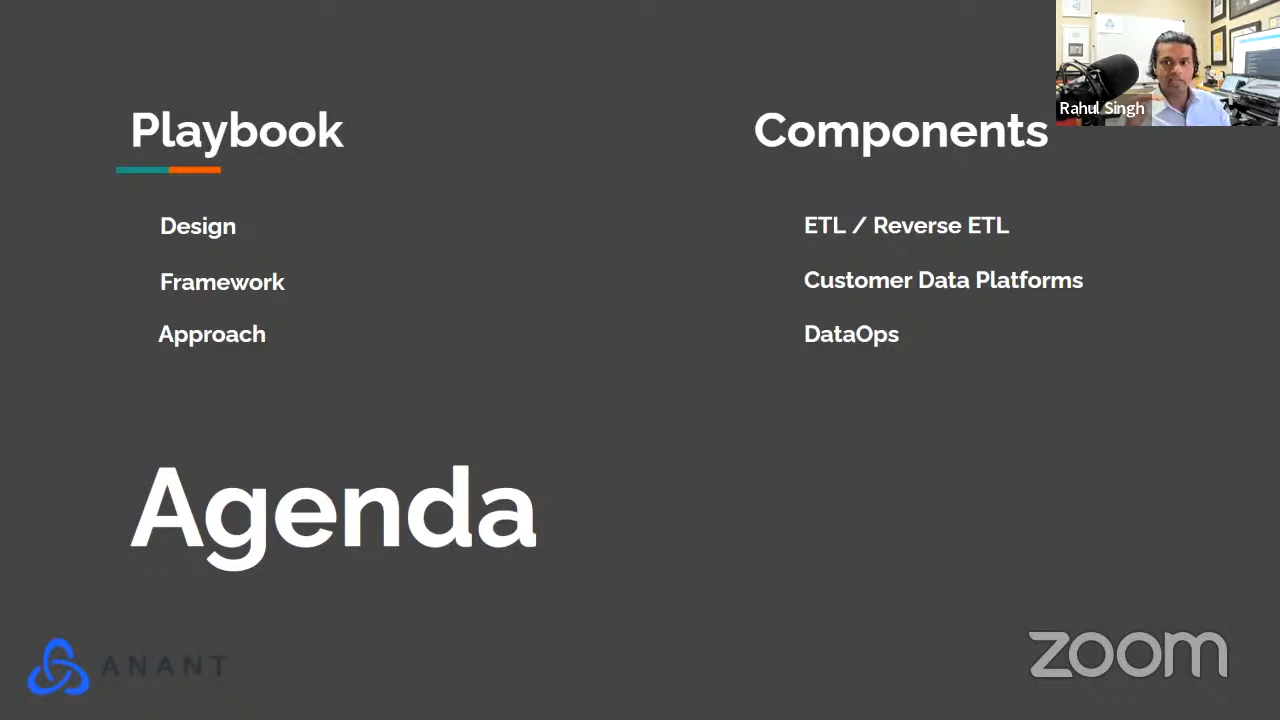 Playbook
Design
Framework
Approach
Components
ETL / Reverse ETL
Customer Data Platforms
DataOps
Agenda
Rahul Singh
ANANT
zoom